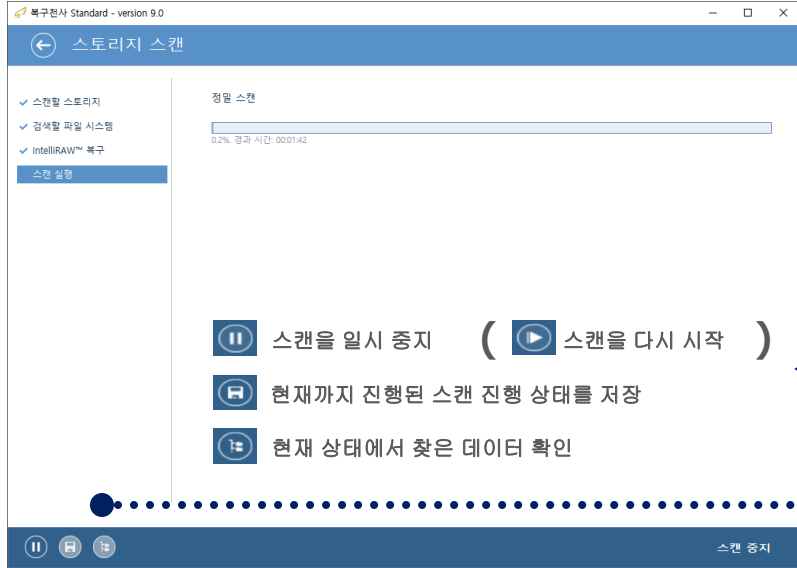 복구천사 Standard - version 9.0
스토리지 스캔
스캔할 스토리지
검색할 파일 시스템
IntelliRAW™ 복구
스캔 실행
정밀 스캔
0.2%. 경과 시간: 00:01:42
스캔을 일시 중지 ( 스캔을 다시 시작 )
현재까지 진행된 스캔 진행 상태를 저장
현재 상태에서 찾은 데이터 확인
스캔 중지